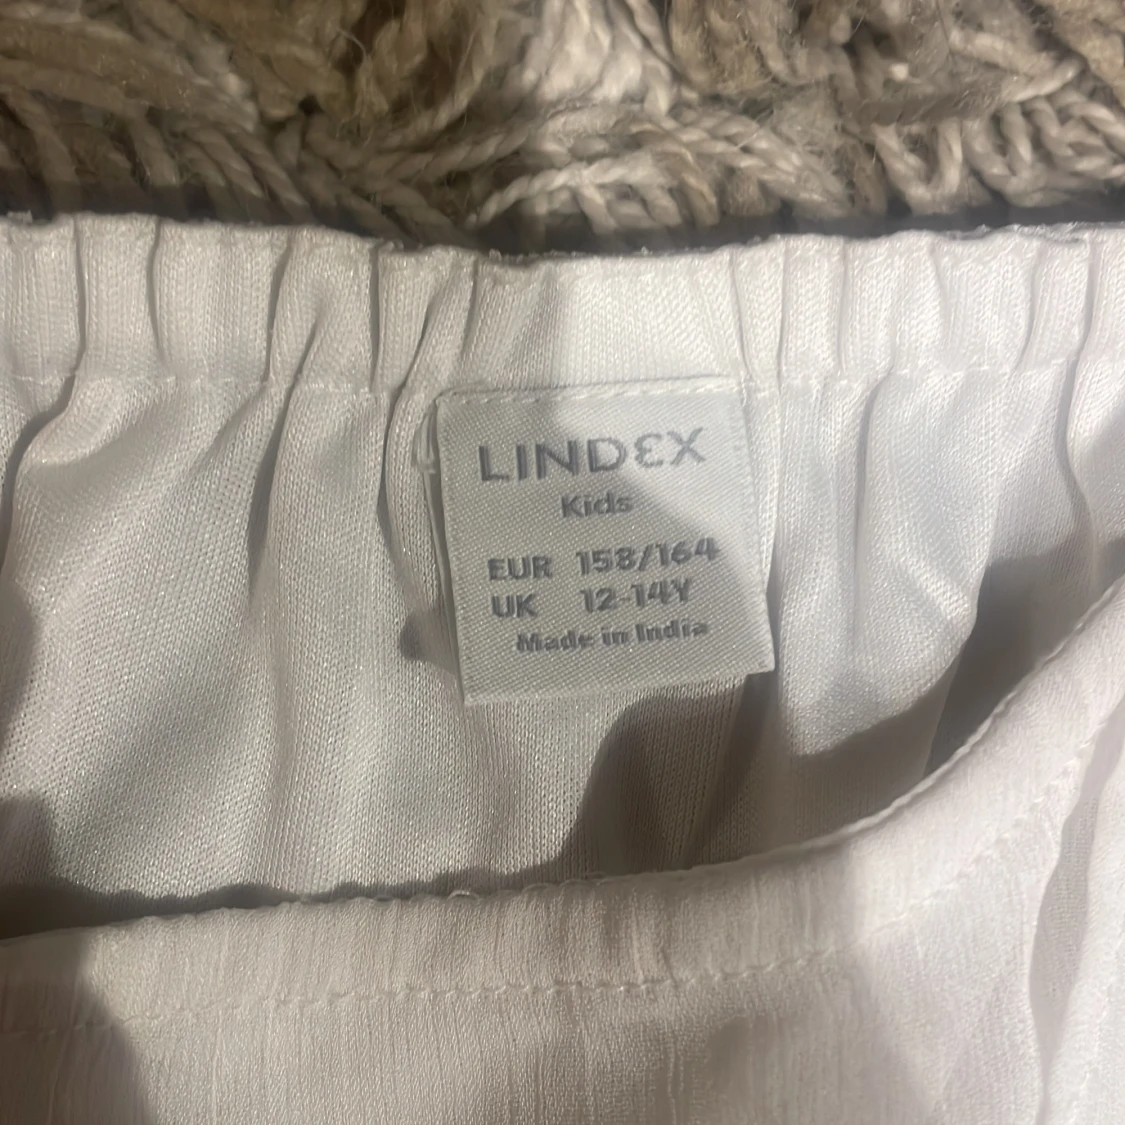 LINDEX
Kids
EUR 158/164
UK 12-14Y
Made in India